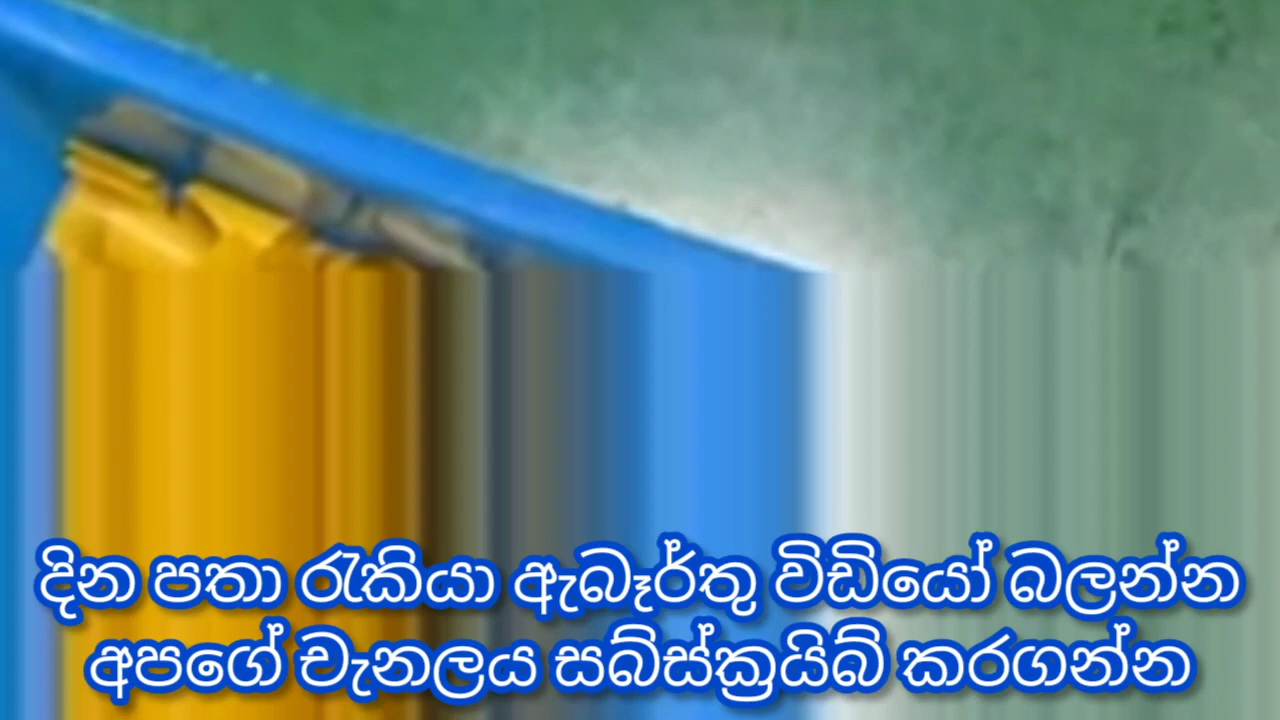 දින පතා රැකියා ඇබෑර්තු විඩියෝ බලන්න
අපගේ චැනලය සබ්ස්ක්‍රයිබ් කරගන්න